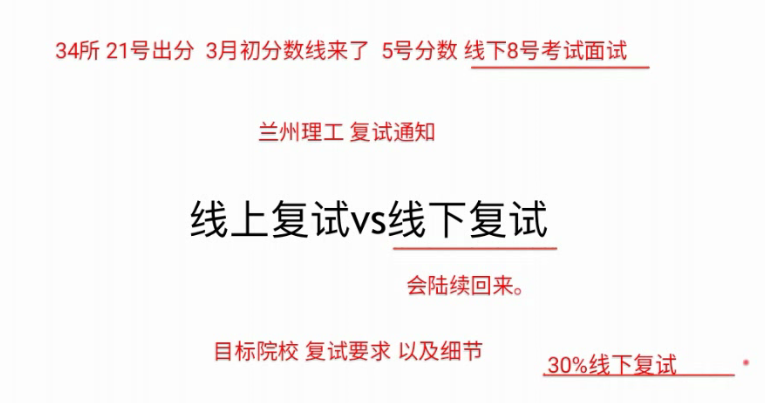 34所 21号出分 3月初分数线来了 5号分数 线下8号考试面试
兰州理工 复试通知
线上复试vs线下复试
会陆续回来。
目标院校 复试要求 以及细节
30%线下复试